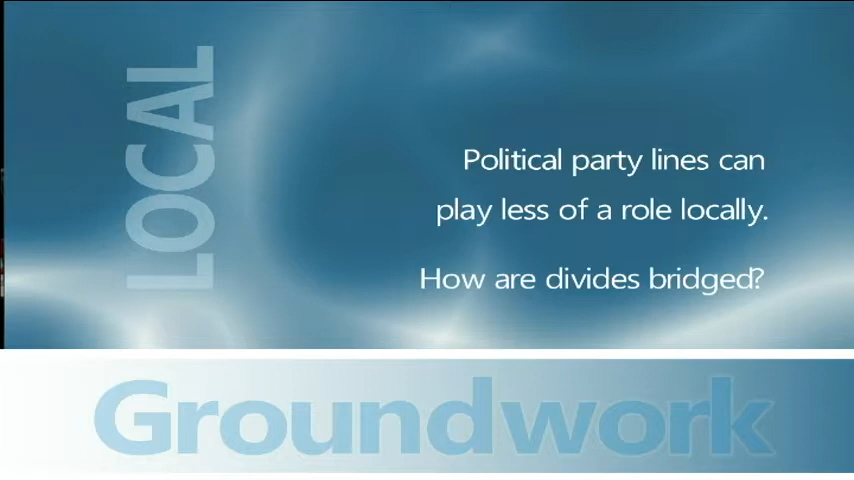 LOCAL
Political party lines can
play less of a role locally.
How are divides bridged?
Groundwork